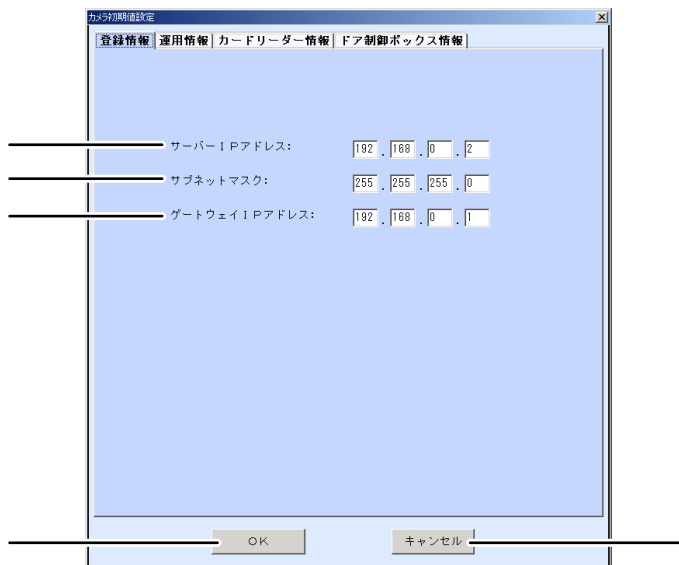 カメラ初期値設定
登録情報 運用情報 カードリーダー情報 ドア制御ボックス情報
サーバーＩＰアドレス： 192 . 168 . 0 . 2
サブネットマスク： 255 . 255 . 255 . 0
ゲートウェイＩＰアドレス： 192 . 168 . 0 . 1
ＯＫ キャンセル